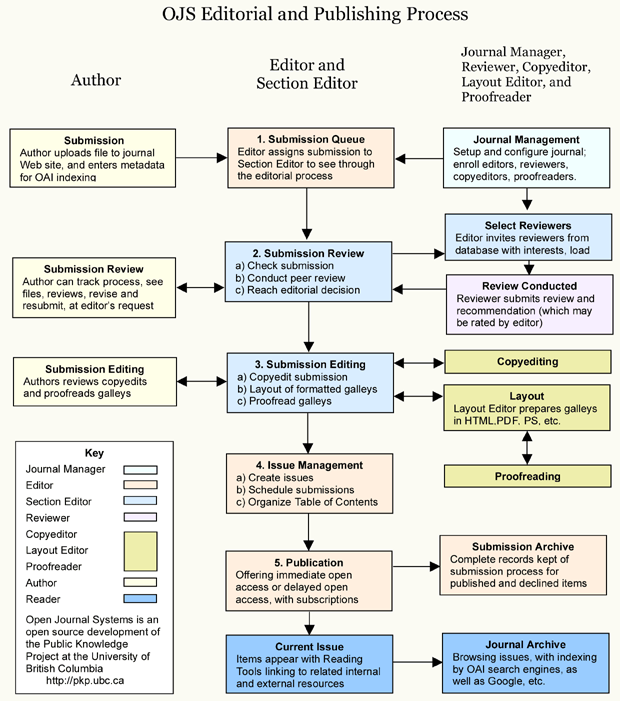 OJS Editorial and Publishing Process
Author
Editor and
Section Editor
Journal Manager,
Reviewer, Copyeditor,
Layout Editor, and
Proofreader
Submission
Author uploads file to journal
Web site, and enters metadata
for OAI indexing
1. Submission Queue
Editor assigns submission to
Section Editor to see through
the editorial process
Journal Management
Setup and configure journal;
enroll editors, reviewers,
copyeditors, proofreaders.
Select Reviewers
Editor invites reviewers from
database with interests, load
Submission Review
Author can track process, see
files, reviews, revise and
resubmit, at editor's request
2. Submission Review
a) Check submission
b) Conduct peer review
c) Reach editorial decision
Review Conducted
Reviewer submits review and
recommendation (which may
be rated by editor)
Submission Editing
Authors reviews copyedits
and proofreads galleys
3. Submission Editing
a) Copyedit submission
b) Layout of formatted galleys
c) Proofread galleys
Copyediting
Layout
Layout Editor prepares galleys
in HTML.PDF, PS, etc.
Proofreading
4. Issue Management
a) Create issues
b) Schedule submissions
c) Organize Table of Contents
5. Publication
Offering immediate open
access or delayed open
access, with subscriptions
Submission Archive
Complete records kept of
submission process for
published and declined items
Current Issue
Items appear with Reading
Tools linking to related internal
and external resources
Journal Archive
Browsing issues, with indexing
by OAI search engines, as
well as Google, etc.
Key
Journal Manager
Editor
Section Editor
Reviewer
Copyeditor
Layout Editor
Proofreader
Author
Reader
Open Journal Systems is an
open source development of
the Public Knowledge
Project at the University of
British Columbia
http://pkp.ubc.ca